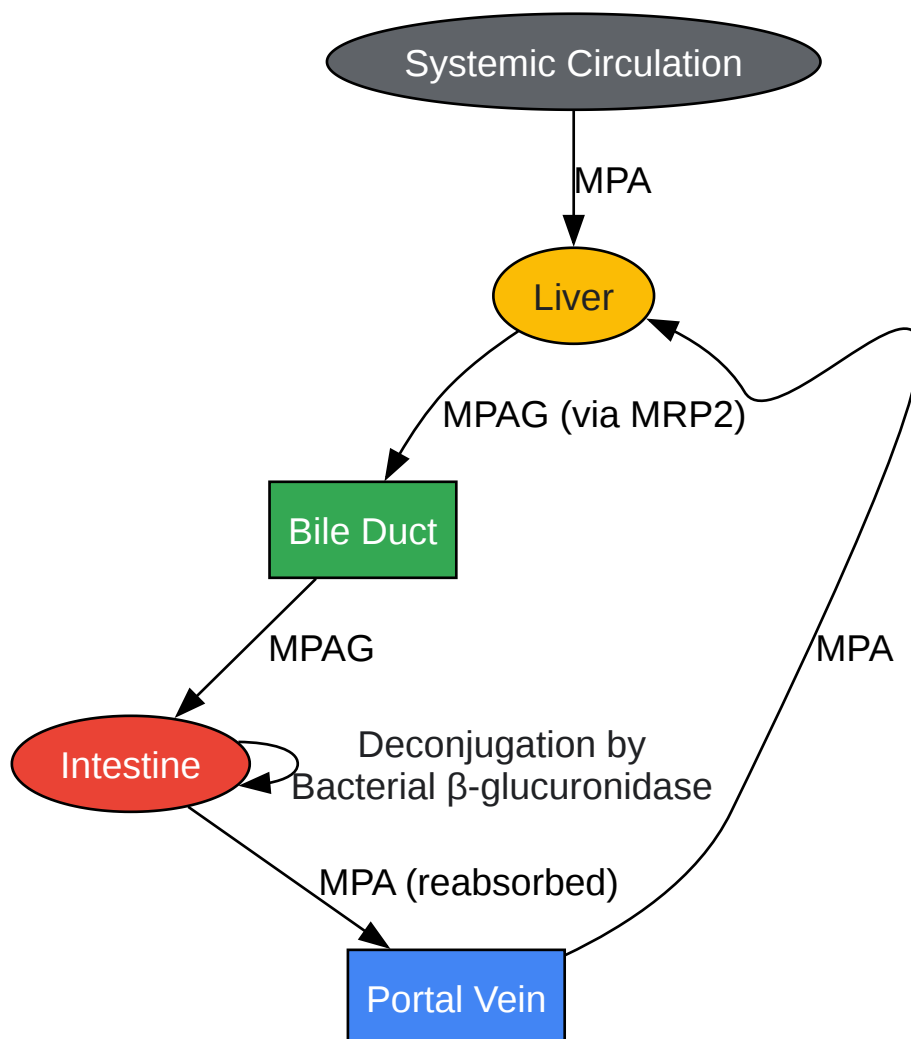 Systemic Circulation
MPA
Liver
MPAG (via MRP2)
Bile Duct
MPAG
MPA
Intestine
Deconjugation by
Bacterial β-glucuronidase
MPA (reabsorbed)
Portal Vein